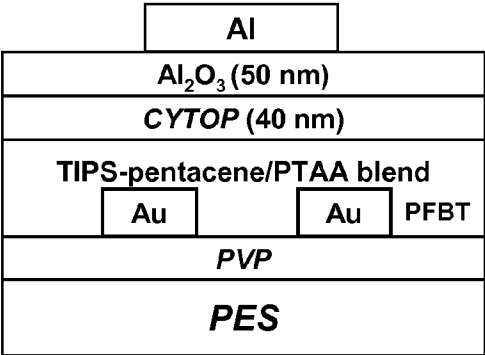 Al
Al₂O₃ (50 nm)
CYTOP (40 nm)
TIPS-pentacene/PTAA blend
Au Au PFBT
PVP
PES